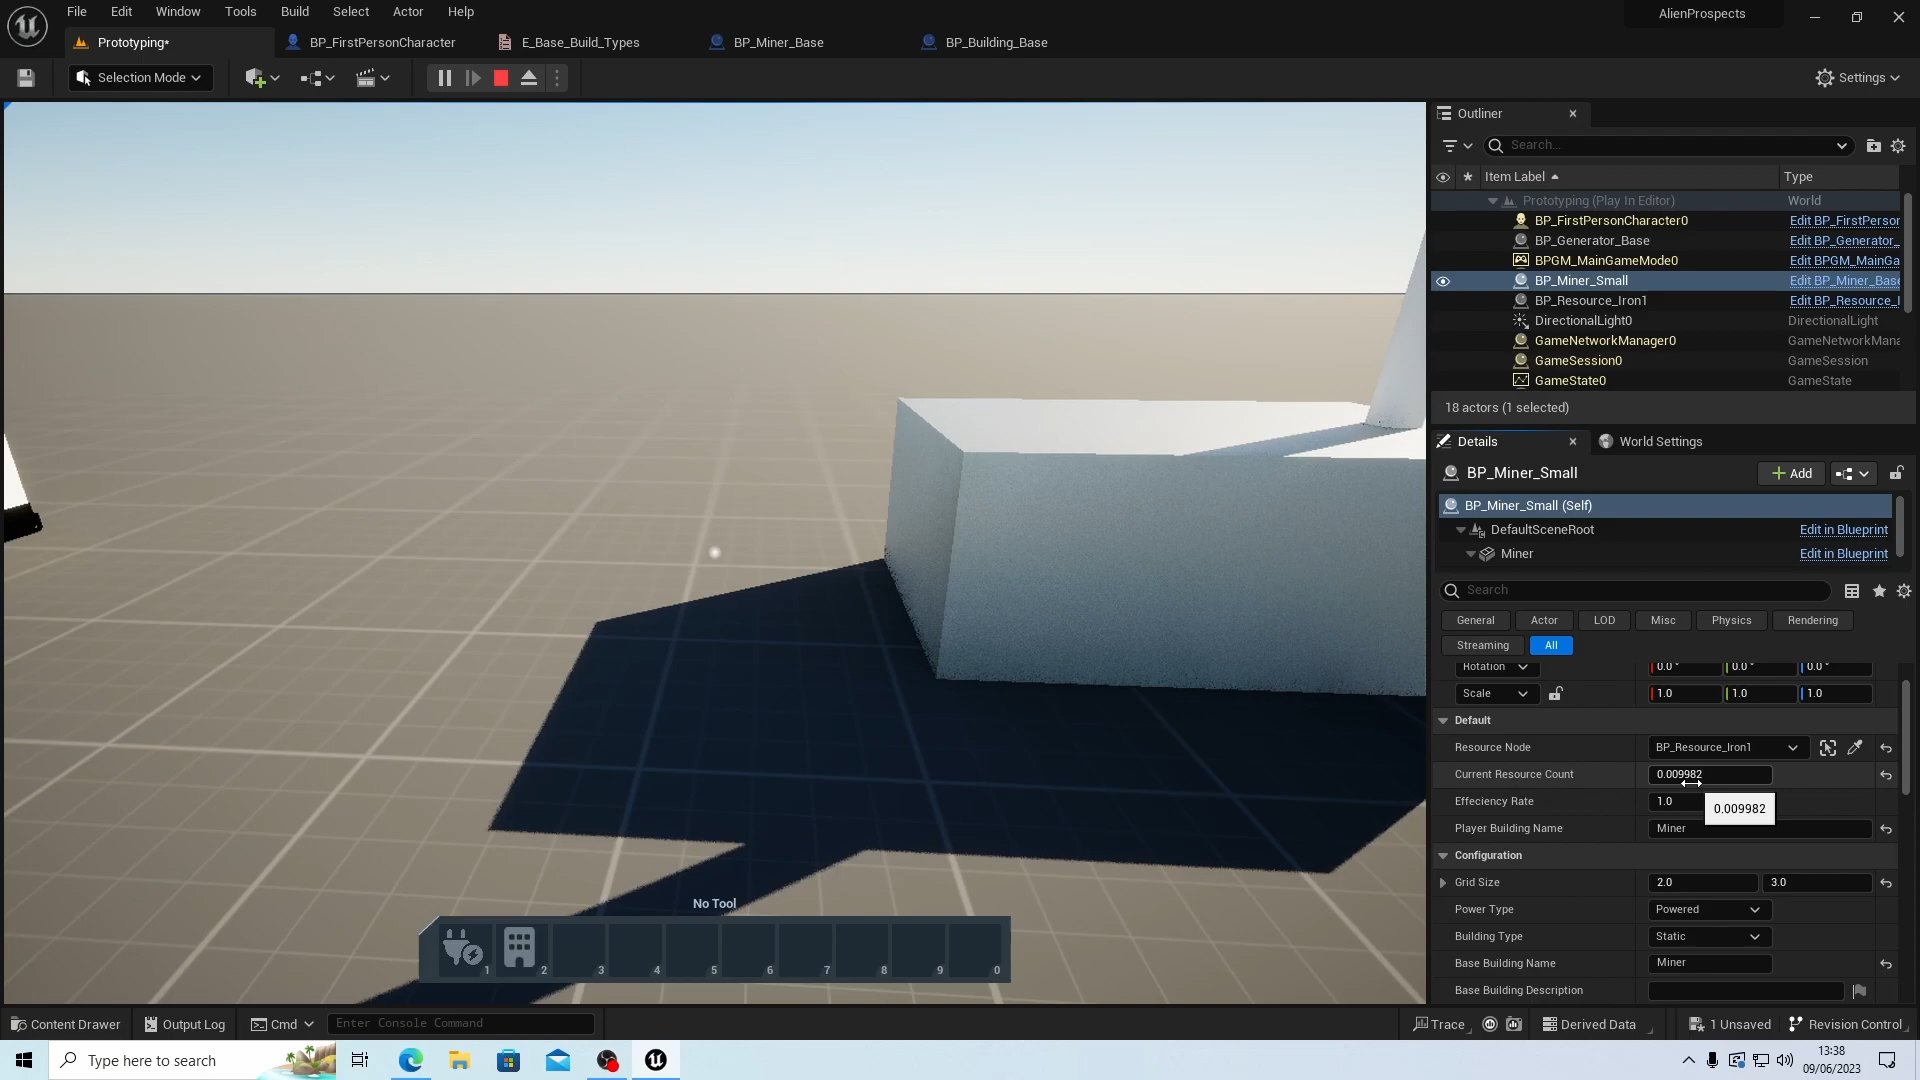 File Edit Window Tools Build Select Actor Help
AlienProspects
Prototyping* BP_FirstPersonCharacter E_Base_Build_Types BP_Miner_Base BP_Building_Base
Selection Mode
Settings
Outliner
Search...
Item Label Type
Prototyping (Play In Editor) World
BP_FirstPersonCharacter0 Edit BP_FirstPerson
BP_Generator_Base Edit BP_Generator_
BPGM_MainGameMode0 Edit BPGM_MainGa
BP_Miner_Small Edit BP_Miner_Base
BP_Resource_Iron1 Edit BP_Resource_I
DirectionalLight0 DirectionalLight
GameNetworkManager0 GameNetworkMana
GameSession0 GameSession
GameState0 GameState
18 actors (1 selected)
Details World Settings
BP_Miner_Small
Add
BP_Miner_Small (Self)
DefaultSceneRoot Edit in Blueprint
Miner Edit in Blueprint
Search
General Actor LOD Misc Physics Rendering
Streaming All
Rotation 0.0 ° 0.0 ° 0.0 °
Scale 1.0 1.0 1.0
Default
Resource Node BP_Resource_Iron1
Current Resource Count 0.009982
Effeciency Rate 1.0
0.009982
Player Building Name Miner
Configuration
Grid Size 2.0 3.0
Power Type Powered
Building Type Static
Base Building Name Miner
Base Building Description
No Tool
1 2 3 4 5 6 7 8 9 0
Content Drawer Output Log Cmd Enter Console Command
Trace Derived Data 1 Unsaved Revision Control
Type here to search
13:38
09/06/2023